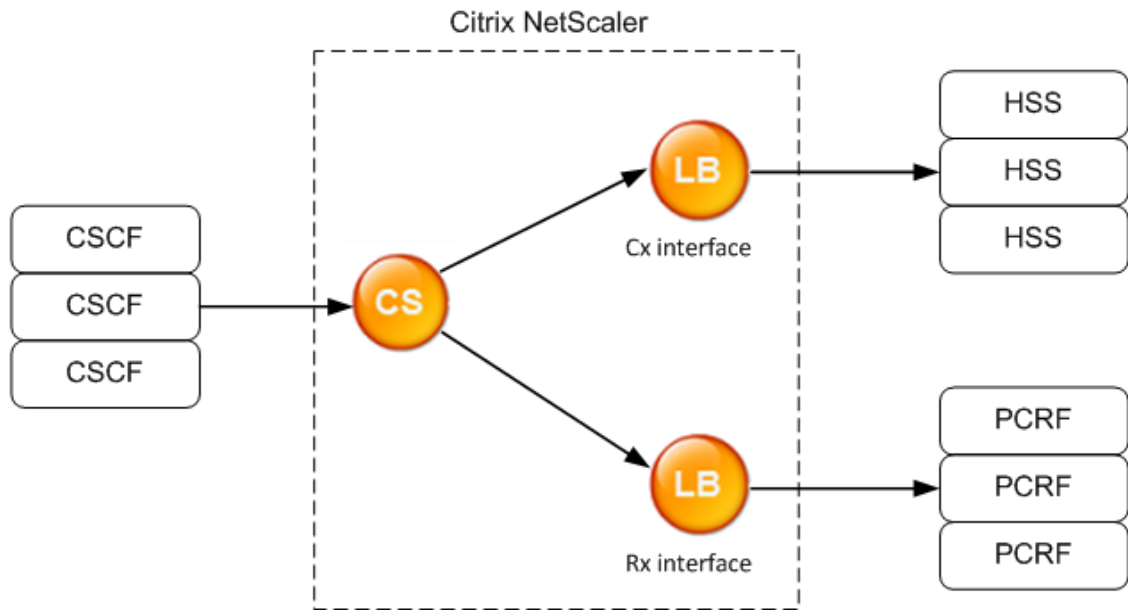 Citrix NetScaler
CSCF
CSCF
CSCF
CS
LB
Cx interface
LB
Rx interface
HSS
HSS
HSS
PCRF
PCRF
PCRF